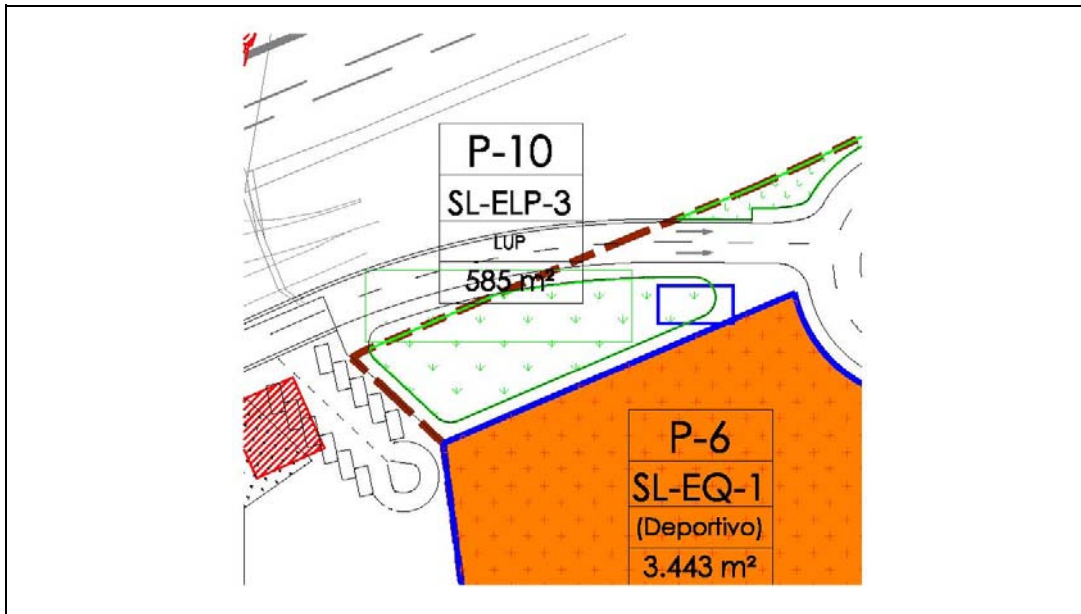 P-10
SL-ELP-3
LUP
585 m²
P-6
SL-EQ-1
(Deportivo)
3.443 m²